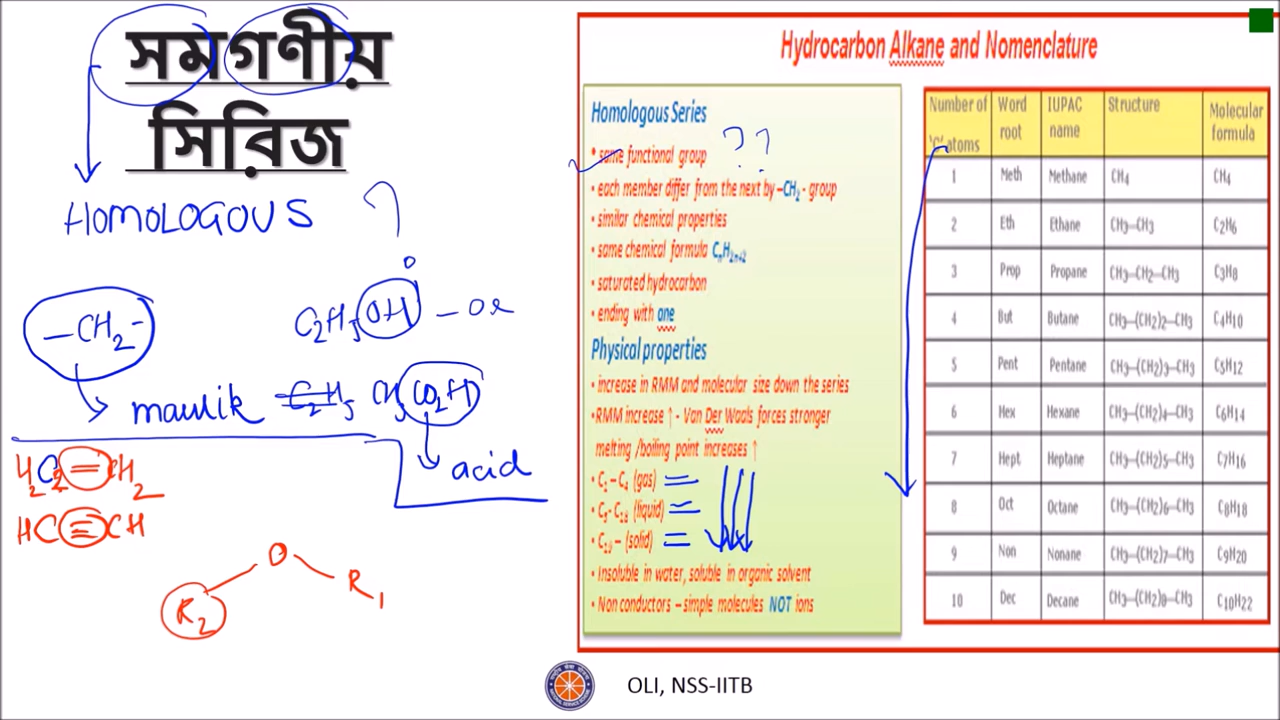 সমগণীয়
সিরিজ
HOMOLOGOUS ?
—CH2-
C2H5OH – OL
maulik C2H5 CH3CO2H
acid
H2C=CH2
HC≡CH
O
R2 R1
Hydrocarbon Alkane and Nomenclature
Homologous Series
• same functional group ??
• each member differ from the next by –CH2- group
• similar chemical properties
• same chemical formula CnH2n+2
• saturated hydrocarbon
• ending with one
Physical properties
• increase in RMM and molecular size down the series
• RMM increase ↑ - Van Der Waals forces stronger
melting /boiling point increases ↑
• C1 – C4 (gas) =
• C5- C18 (liquid) =
(solid) =
• Insoluble in water, soluble in organic solvent
• Non conductors – simple molecules NOT ions
Number of 'C' atoms Word root IUPAC name Structure Molecular formula
1 Meth Methane CH4 CH4
2 Eth Ethane CH3—CH3 C2H6
3 Prop Propane CH3—CH2—CH3 C3H8
4 But Butane CH3—(CH2)2—CH3 C4H10
5 Pent Pentane CH3—(CH2)3—CH3 C5H12
6 Hex Hexane CH3—(CH2)4—CH3 C6H14
7 Hept Heptane CH3—(CH2)5—CH3 C7H16
8 Oct Octane CH3—(CH2)6—CH3 C8H18
9 Non Nonane CH3—(CH2)7—CH3 C9H20
10 Dec Decane CH3—(CH2)8—CH3 C10H22
OLI, NSS-IITB